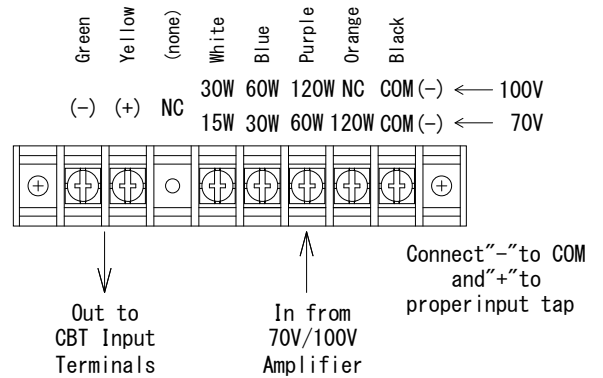 Green
Yellow
(none)
White
Blue
Purple
Orange
Black
30W 60W 120W NC COM(-) ← 100V
(-) (+) NC
15W 30W 60W 120W COM(-) ← 70V
Connect"-"to COM
and"+"to
properinput tap
Out to
CBT Input
Terminals
In from
70V/100V
Amplifier